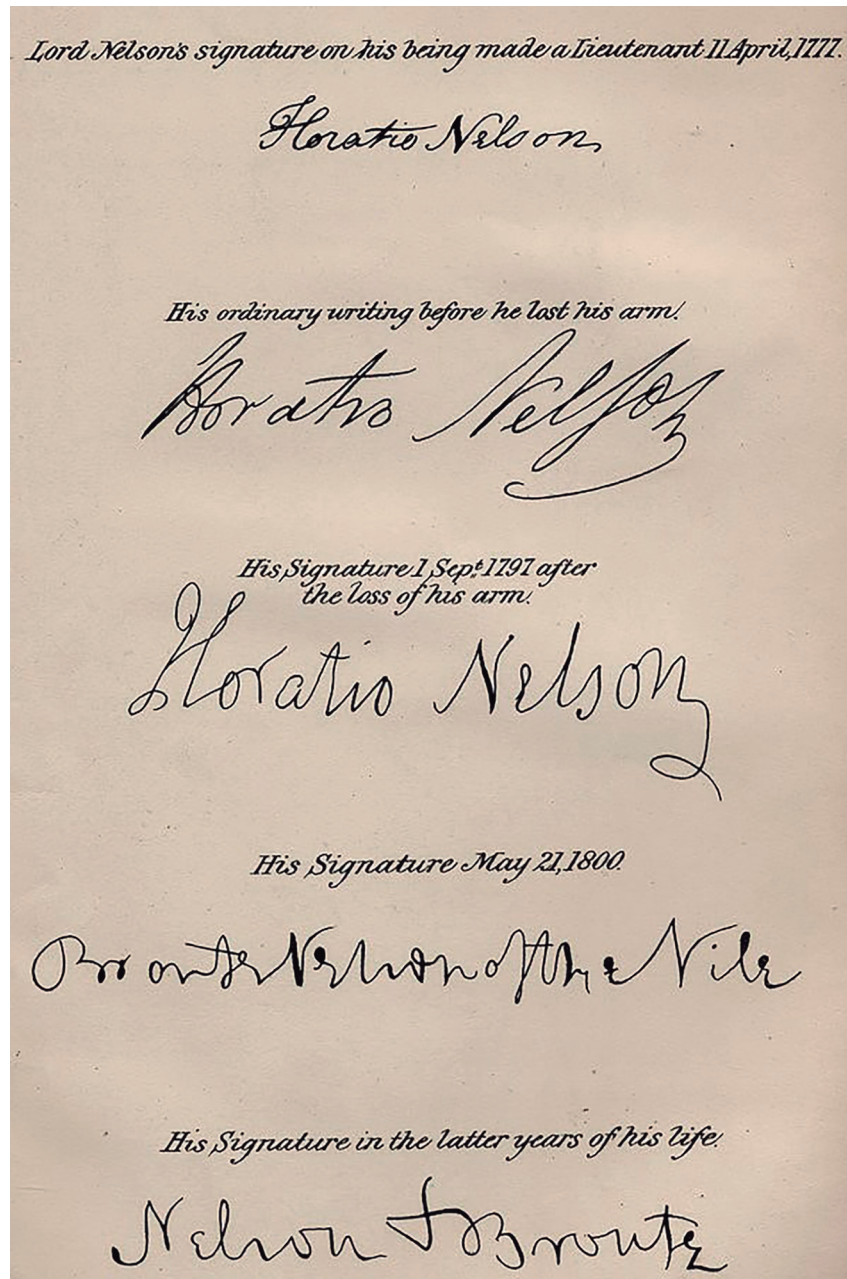 Lord Nelson's signature on his being made a Lieutenant 11 April, 1777.
Horatio Nelson
His ordinary writing before he lost his arm.
Horatio Nelson
His Signature 1 Sept. 1797 after
the loss of his arm.
Horatio Nelson
His Signature May 21, 1800.
Bronte Nelson of the Nile
His Signature in the latter years of his life.
Nelson & Bronte